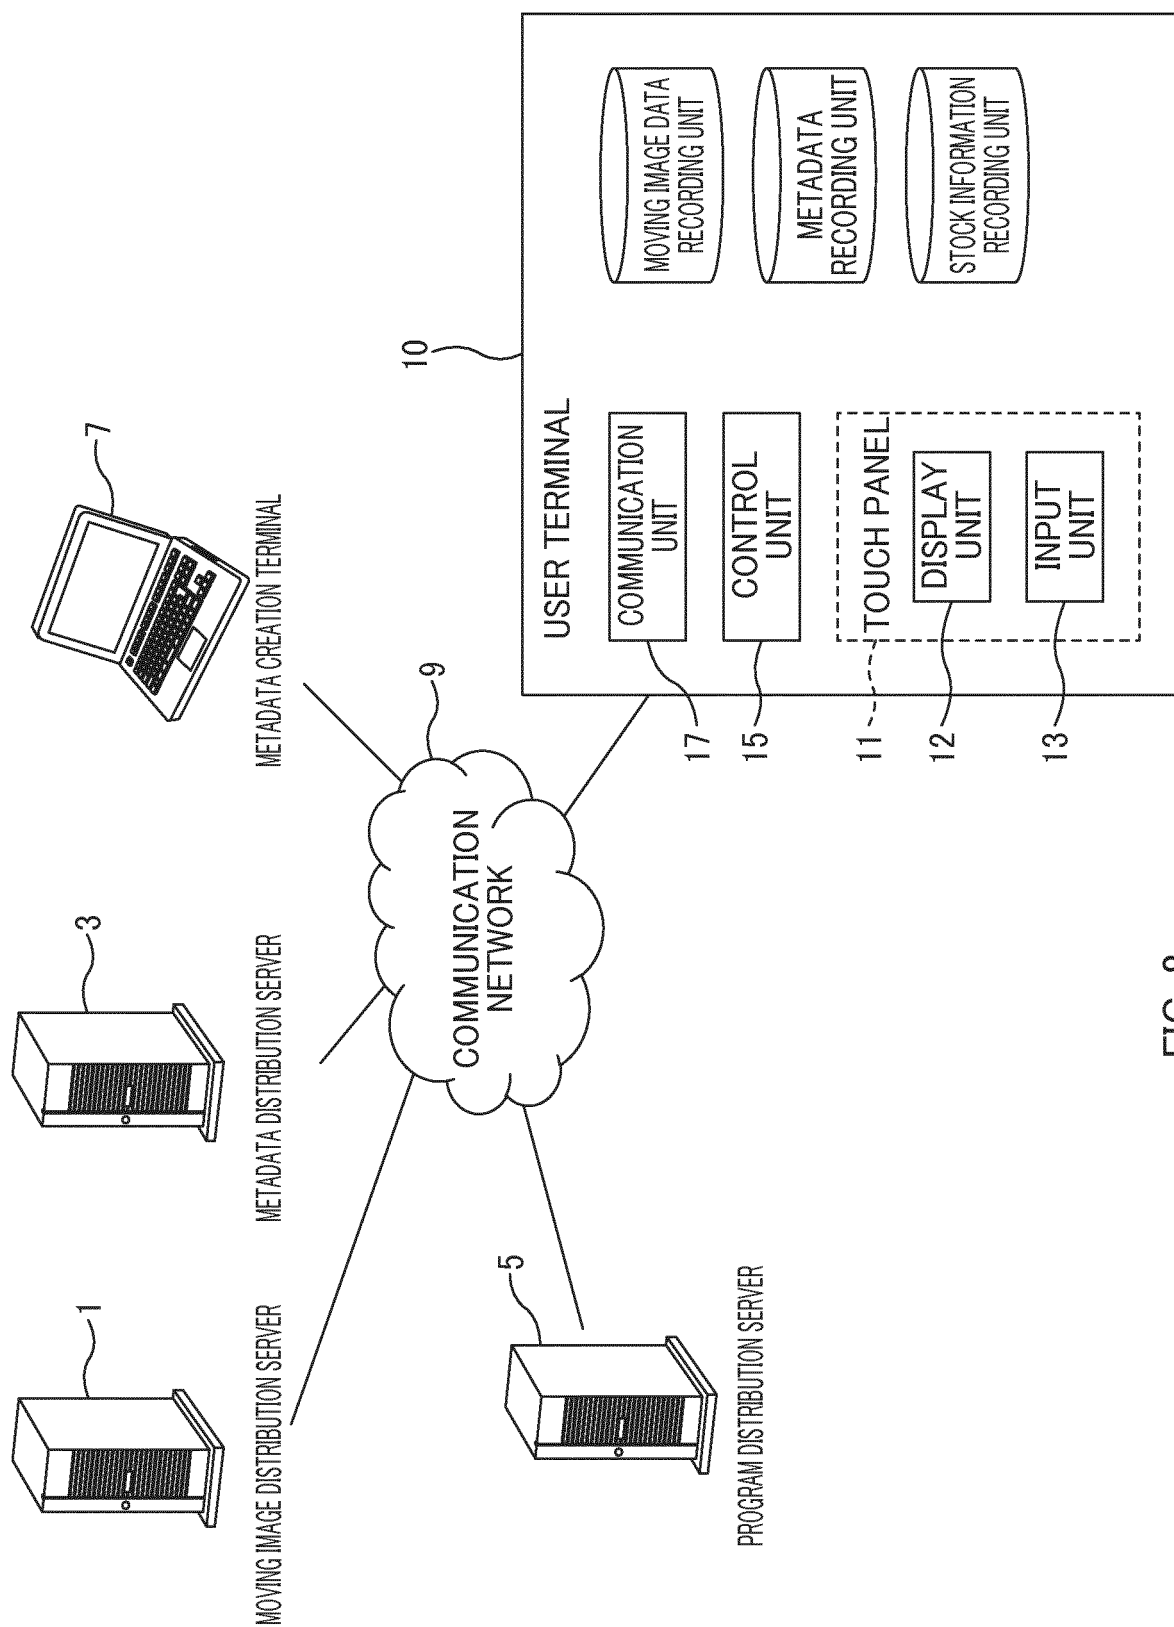 1
3
7
MOVING IMAGE DISTRIBUTION SERVER
METADATA DISTRIBUTION SERVER
METADATA CREATION TERMINAL
9
COMMUNICATION
NETWORK
5
PROGRAM DISTRIBUTION SERVER
10
USER TERMINAL
17
COMMUNICATION
UNIT
15
CONTROL
UNIT
11
TOUCH PANEL
12
DISPLAY
UNIT
13
INPUT
UNIT
MOVING IMAGE DATA
RECORDING UNIT
METADATA
RECORDING UNIT
STOCK INFORMATION
RECORDING UNIT
FIG.